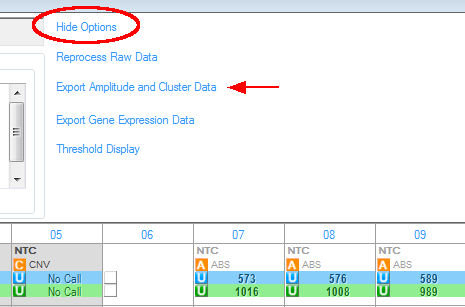 Hide Options
Reprocess Raw Data
Export Amplitude and Cluster Data
Export Gene Expression Data
Threshold Display
05 06 07 08 09
NTC NTC NTC NTC
C CNV A ABS A ABS A ABS
U No Call U 573 U 576 U 589
U No Call U 1016 U 1008 U 989